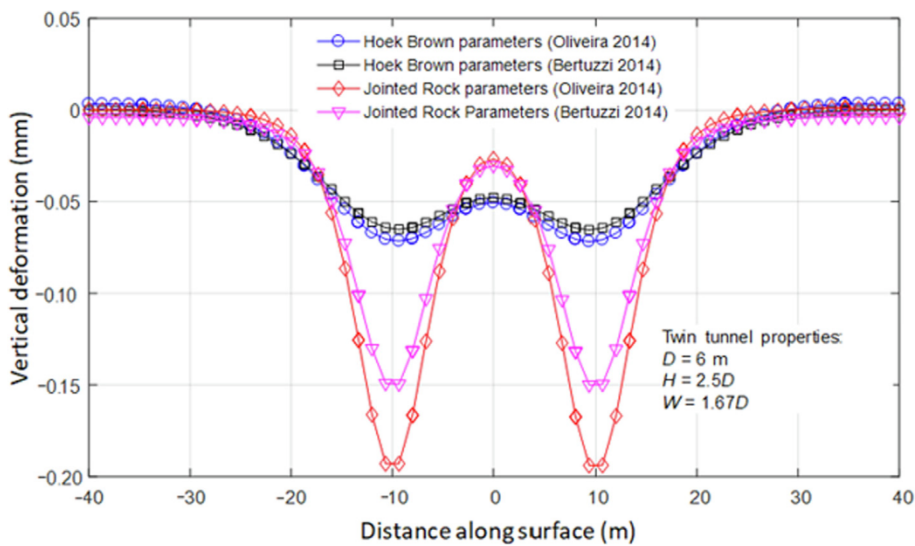 0.05
0
−0.05
−0.10
−0.15
−0.20
Vertical deformation (mm)
Hoek Brown parameters (Oliveira 2014)
Hoek Brown parameters (Bertuzzi 2014)
Jointed Rock parameters (Oliveira 2014)
Jointed Rock Parameters (Bertuzzi 2014)
Twin tunnel properties:
D = 6 m
H = 2.5D
W = 1.67D
−40 −30 −20 −10 0 10 20 30 40
Distance along surface (m)